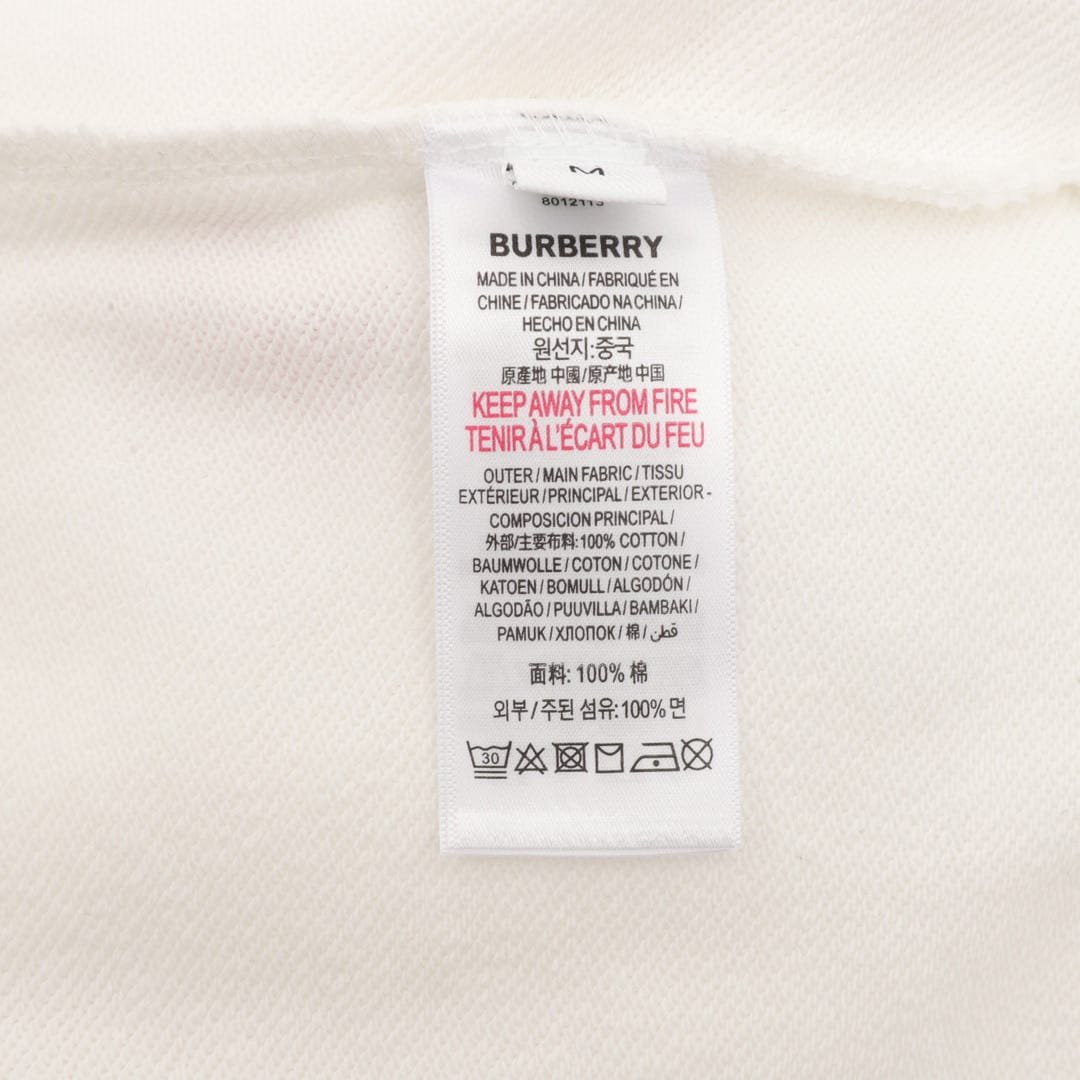 M
BURBERRY
MADE IN CHINA / FABRIQUÉ EN
CHINE / FABRICADO NA CHINA /
HECHO EN CHINA
원선지:중국
原產地 中國/原产地 中国
KEEP AWAY FROM FIRE
TENIR À L'ÉCART DU FEU
OUTER / MAIN FABRIC / TISSU
EXTÉRIEUR / PRINCIPAL / EXTERIOR -
COMPOSICION PRINCIPAL /
外部/主要布料:100% COTTON /
BAUMWOLLE / COTON / COTONE /
KATOEN / BOMULL / ALGODÓN /
ALGODÃO / PUUVILLA / BAMBAKI /
PAMUK / ХЛОПОК / 棉 / قطن
面料: 100% 棉
외부 / 주된 섬유: 100% 면
30